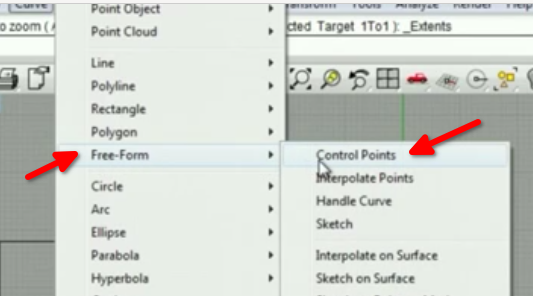 Curve
Point Object
Transform Tools Analyze Render Help
Point Cloud
o zoom ( A
cted Target 1To1 ): _Extents
Line
Polyline
Rectangle
Polygon
Free-Form
Control Points
Interpolate Points
Circle
Handle Curve
Arc
Sketch
Ellipse
Parabola
Interpolate on Surface
Hyperbola
Sketch on Surface